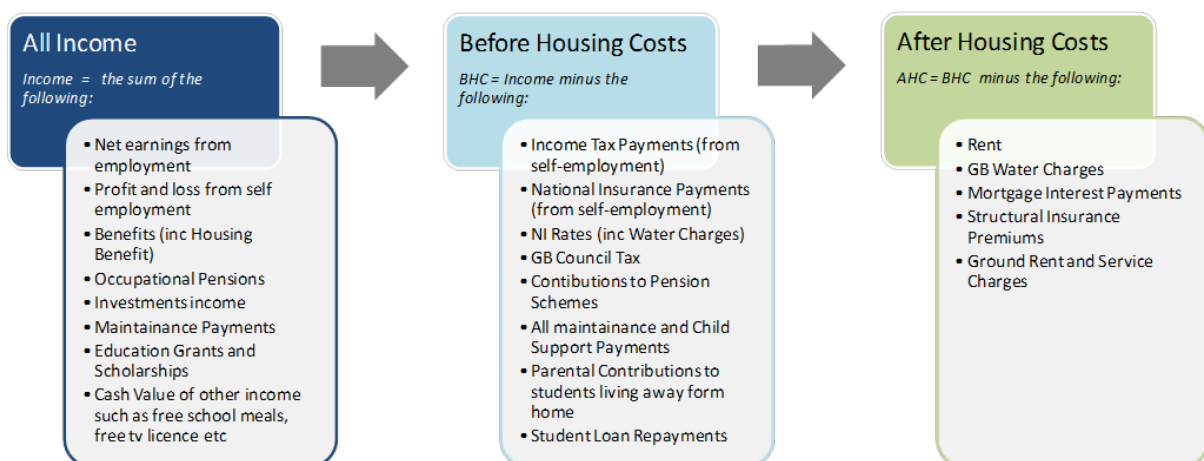 All Income
Income = the sum of the
following:
▪ Net earnings from
employment
▪ Profit and loss from self
employment
▪ Benefits (inc Housing
Benefit)
▪ Occupational Pensions
▪ Investments income
▪ Maintainance Payments
▪ Education Grants and
Scholarships
▪ Cash Value of other income
such as free school meals,
free tv licence etc
Before Housing Costs
BHC = Income minus the
following:
▪ Income Tax Payments (from
self-employment)
▪ National Insurance Payments
(from self-employment)
▪ NI Rates (inc Water Charges)
▪ GB Council Tax
▪ Contibutions to Pension
Schemes
▪ All maintainance and Child
Support Payments
▪ Parental Contributions to
students living away form
home
▪ Student Loan Repayments
After Housing Costs
AHC = BHC minus the following:
▪ Rent
▪ GB Water Charges
▪ Mortgage Interest Payments
▪ Structural Insurance
Premiums
▪ Ground Rent and Service
Charges